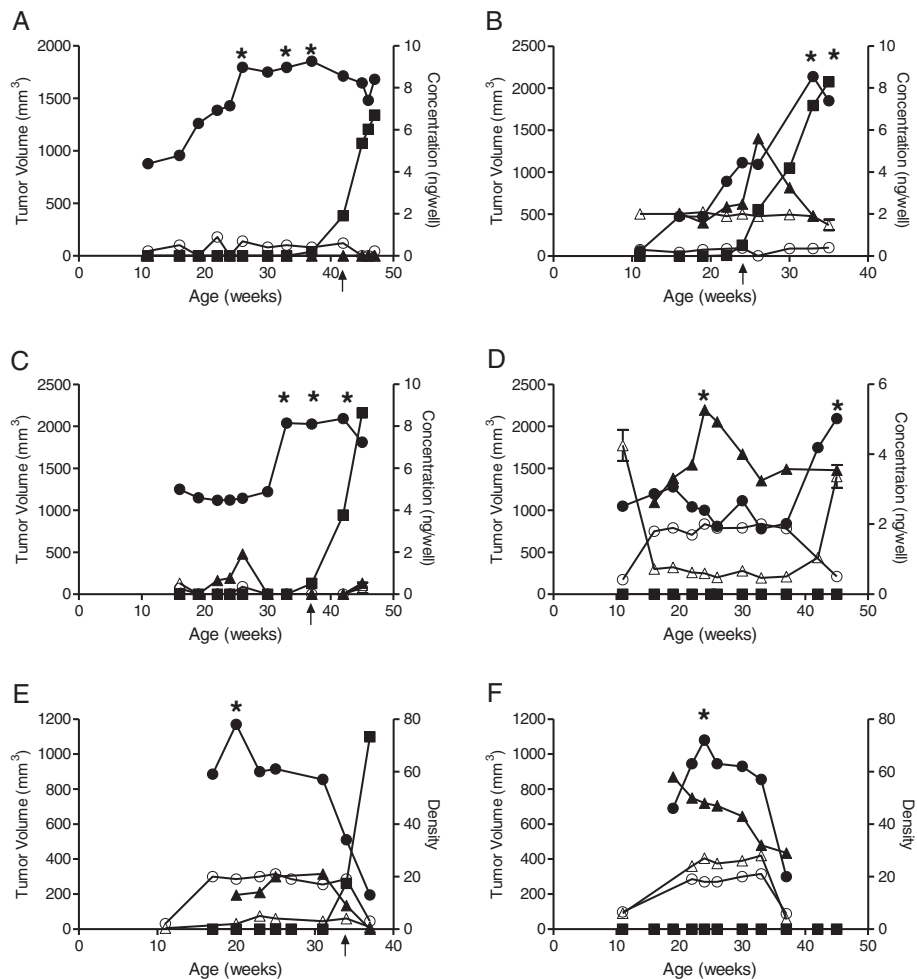 A
B
2000
1500
1000
500
0
Tumor Volume (mm3)
10
8
6
4
2
0
Concentration (ng/well)
* * *
0 10 20 30 40 50
Age (weeks)
2500
2000
1500
1000
500
0
Tumor Volume (mm3)
10
8
6
4
2
0
Concentration (ng/well)
* *
0 10 20 30 40
Age (weeks)
C
D
2500
2000
1500
1000
500
0
Tumor Volume (mm3)
10
8
6
4
2
0
Concentration (ng/well)
* * *
0 10 20 30 40 50
Age (weeks)
2500
2000
1500
1000
500
0
Tumor Volume (mm3)
6
4
2
0
Concentraion (ng/well)
* *
0 10 20 30 40 50
Age (weeks)
E
F
1200
1000
800
600
400
200
0
Tumor Volume (mm3)
80
60
40
20
0
Density
*
0 10 20 30 40
Age (weeks)
1200
1000
800
600
400
200
0
Tumor Volume (mm3)
80
60
40
20
0
Density
*
0 10 20 30 40 50
Age (weeks)